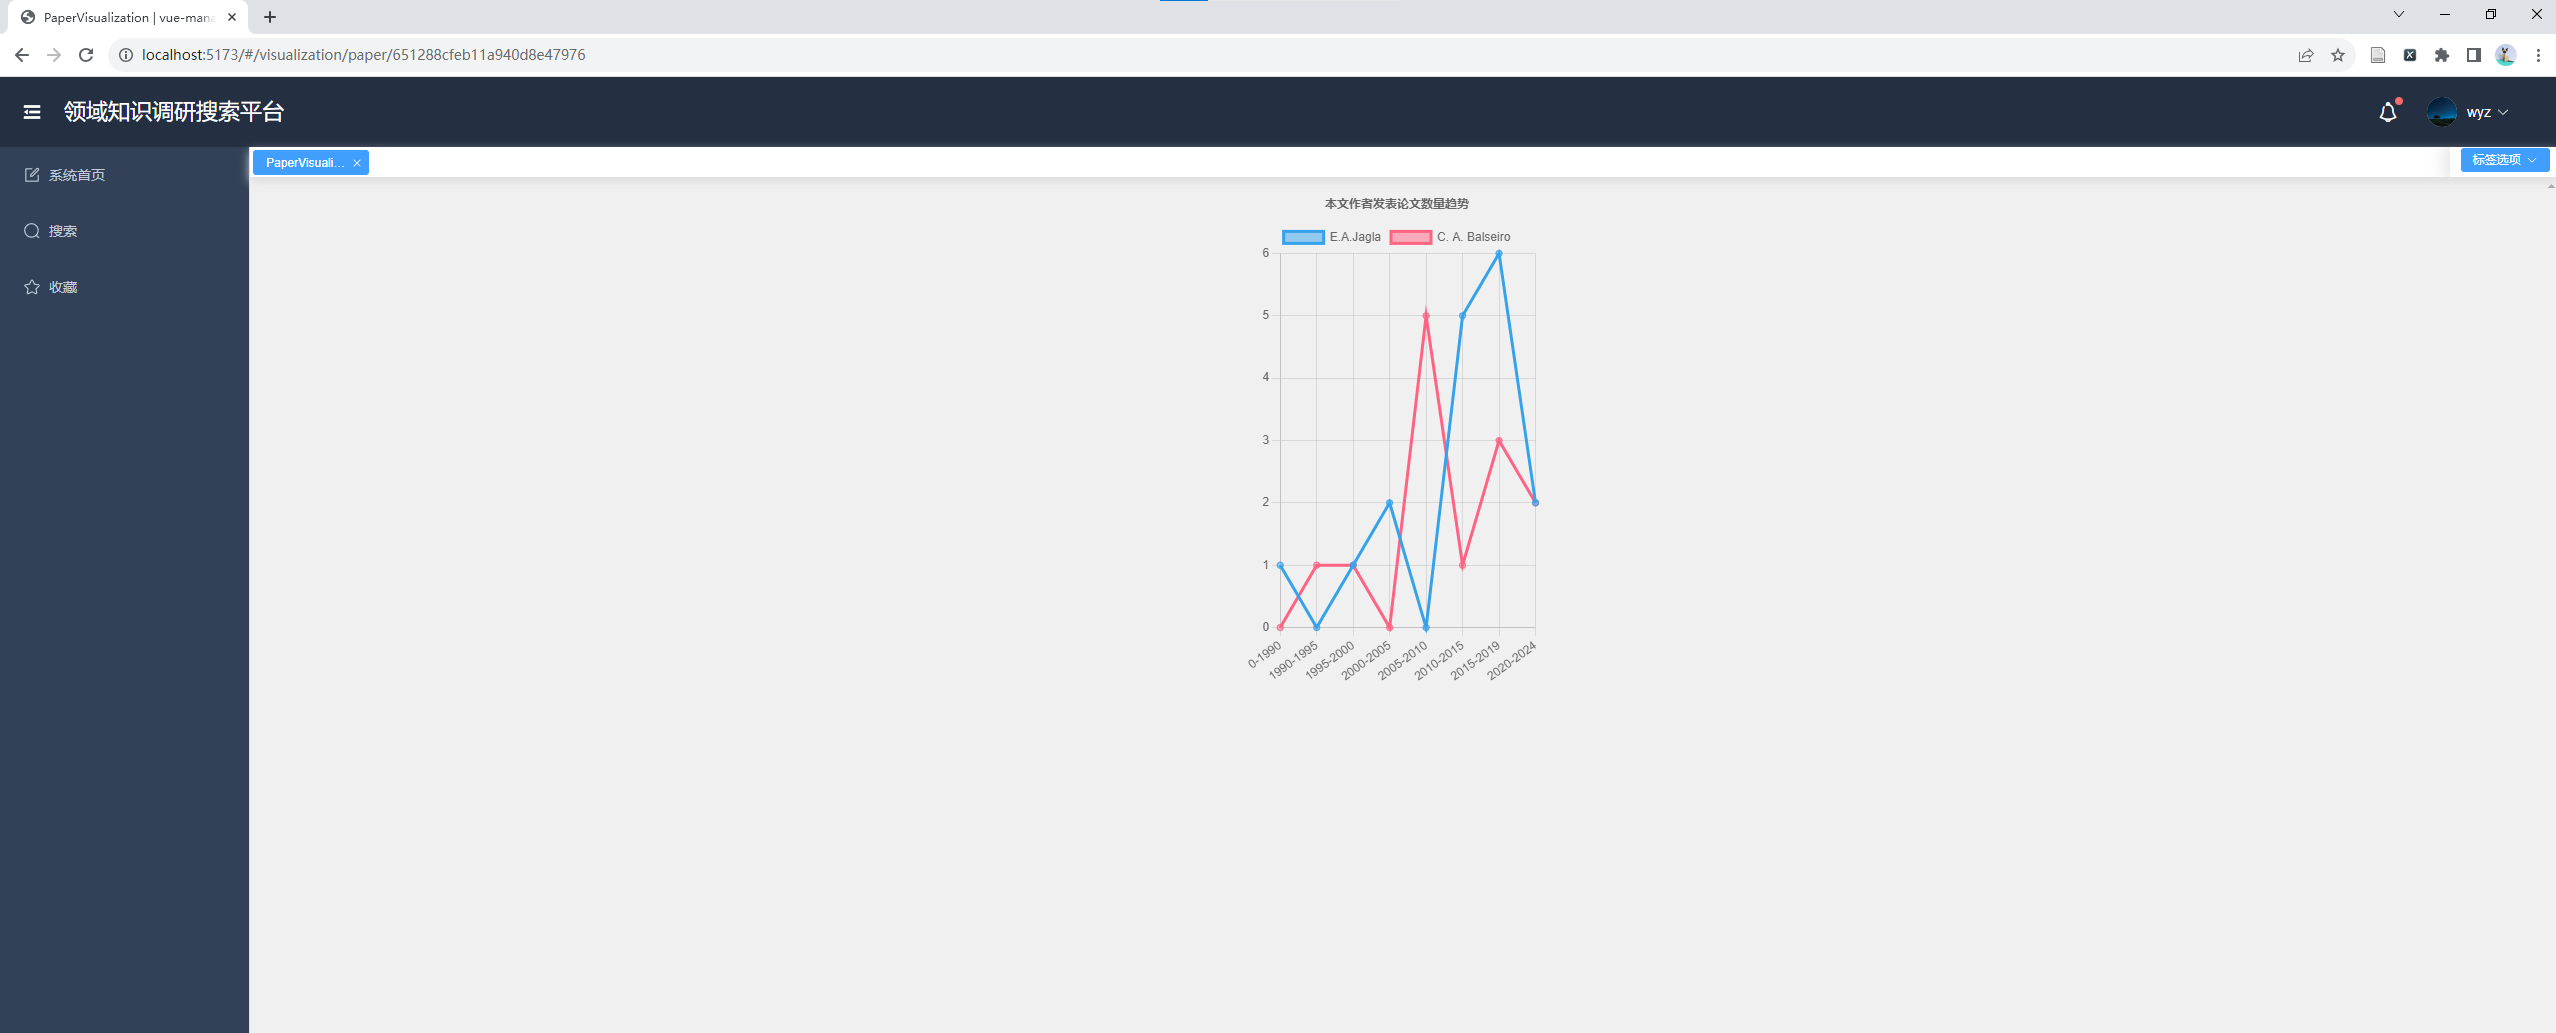 PaperVisualization | vue-mana
localhost:5173/#/visualization/paper/651288cfeb11a940d8e47976
领域知识调研搜索平台
wyz
系统首页
搜索
收藏
PaperVisuali...
标签选项
本文作者发表论文数量趋势
E.A.Jagla
C. A. Balseiro
6
5
4
3
2
1
0
0-1990
1990-1995
1995-2000
2000-2005
2005-2010
2010-2015
2015-2019
2020-2024